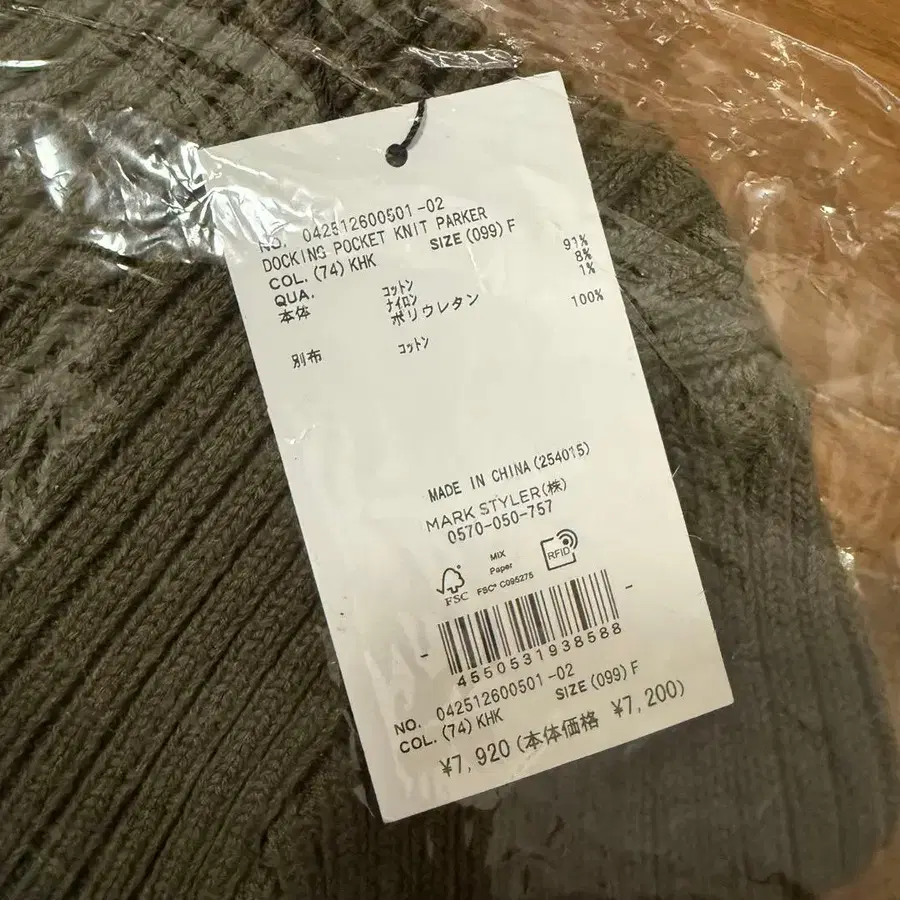 NO. 042512600501-02
DOCKING POCKET KNIT PARKER
COL. (74) KHK SIZE (099) F
QUA.
本体 コットン 91%
ナイロン 8%
ポリウレタン 1%
別布 コットン 100%
MADE IN CHINA (254015)
MARK STYLER(株)
0570-050-757
FSC
MIX
Paper
FSC® C095275
RFID
4550531938588
NO. 042512600501-02
COL. (74) KHK SIZE (099) F
¥7,920 (本体価格 ¥7,200)